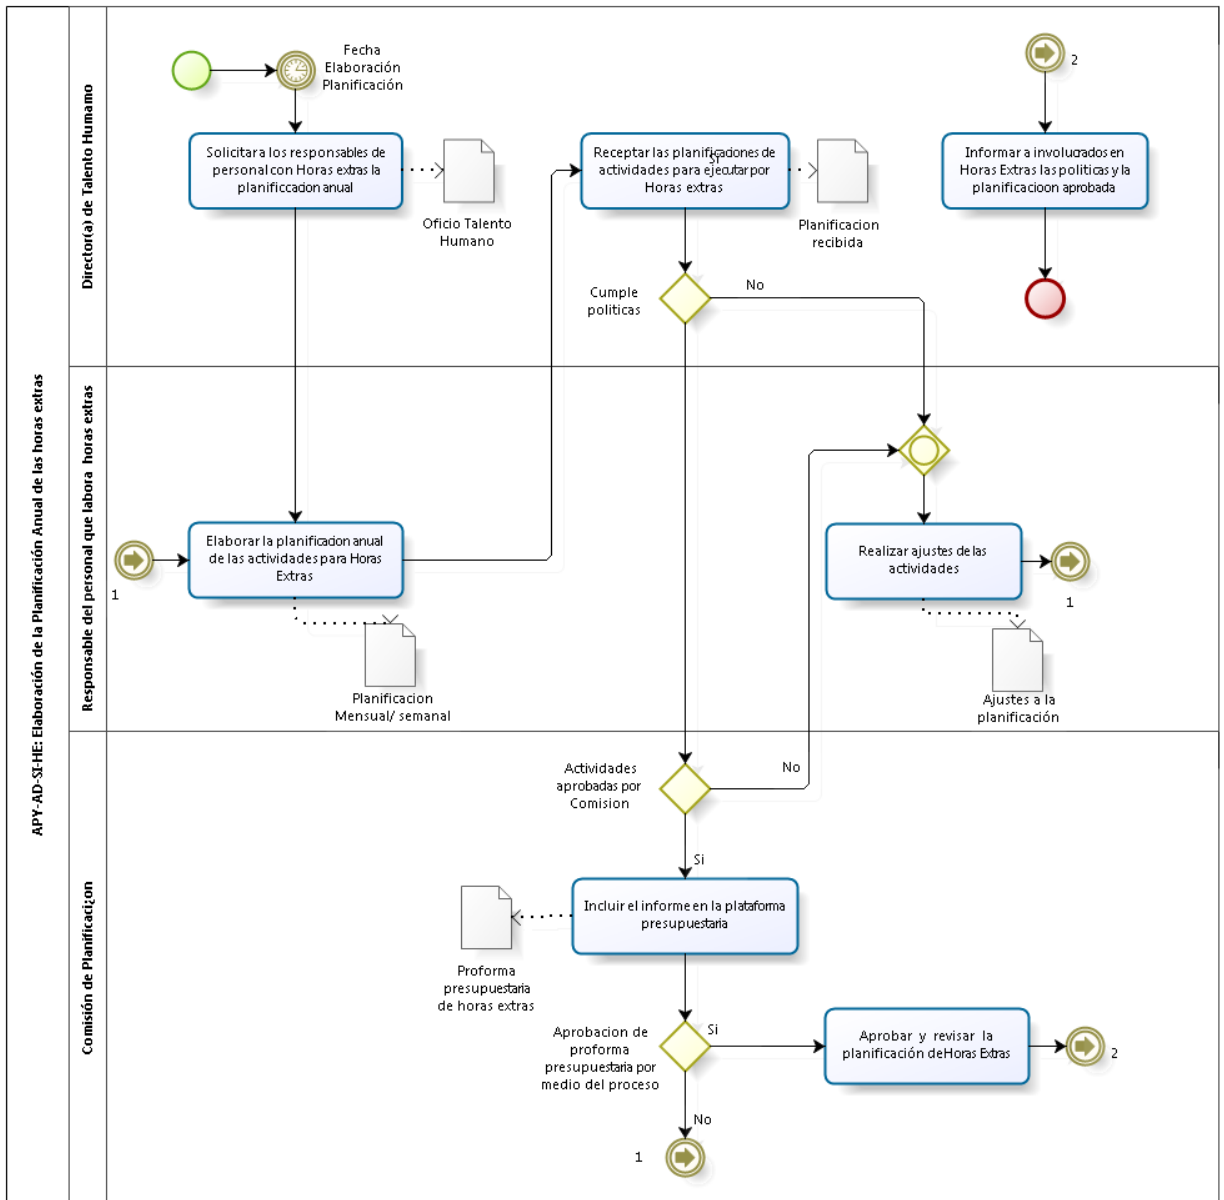 APY-AD-SI-HE: Elaboración de la Planificación Anual de las horas extras
Director(a) de Talento Humamo
Fecha
Elaboración
Planificación
Solicitar a los responsables de
personal con Horas extras la
planificcacion anual
Oficio Talento
Humano
Receptar las planificaciones de
actividades para ejecutar por
Horas extras
Si
Planificacion
recibida
2
Informar a involucrados en
Horas Extras las politicas y la
planificacioon aprobada
Cumple
politicas
No
Responsable del personal que labora horas extras
1
Elaborar la planificacion anual
de las actividades para Horas
Extras
Planificacion
Mensual/ semanal
Realizar ajustes de las
actividades
1
Ajustes a la
planificación
Comisión de Planificaci¿on
Actividades
aprobadas por
Comision
No
Si
Incluir el informe en la plataforma
presupuestaria
Proforma
presupuestaria
de horas extras
Aprobacion de
proforma
presupuestaria por
medio del proceso
Si
Aprobar y revisar la
planificación de Horas Extras
2
No
1